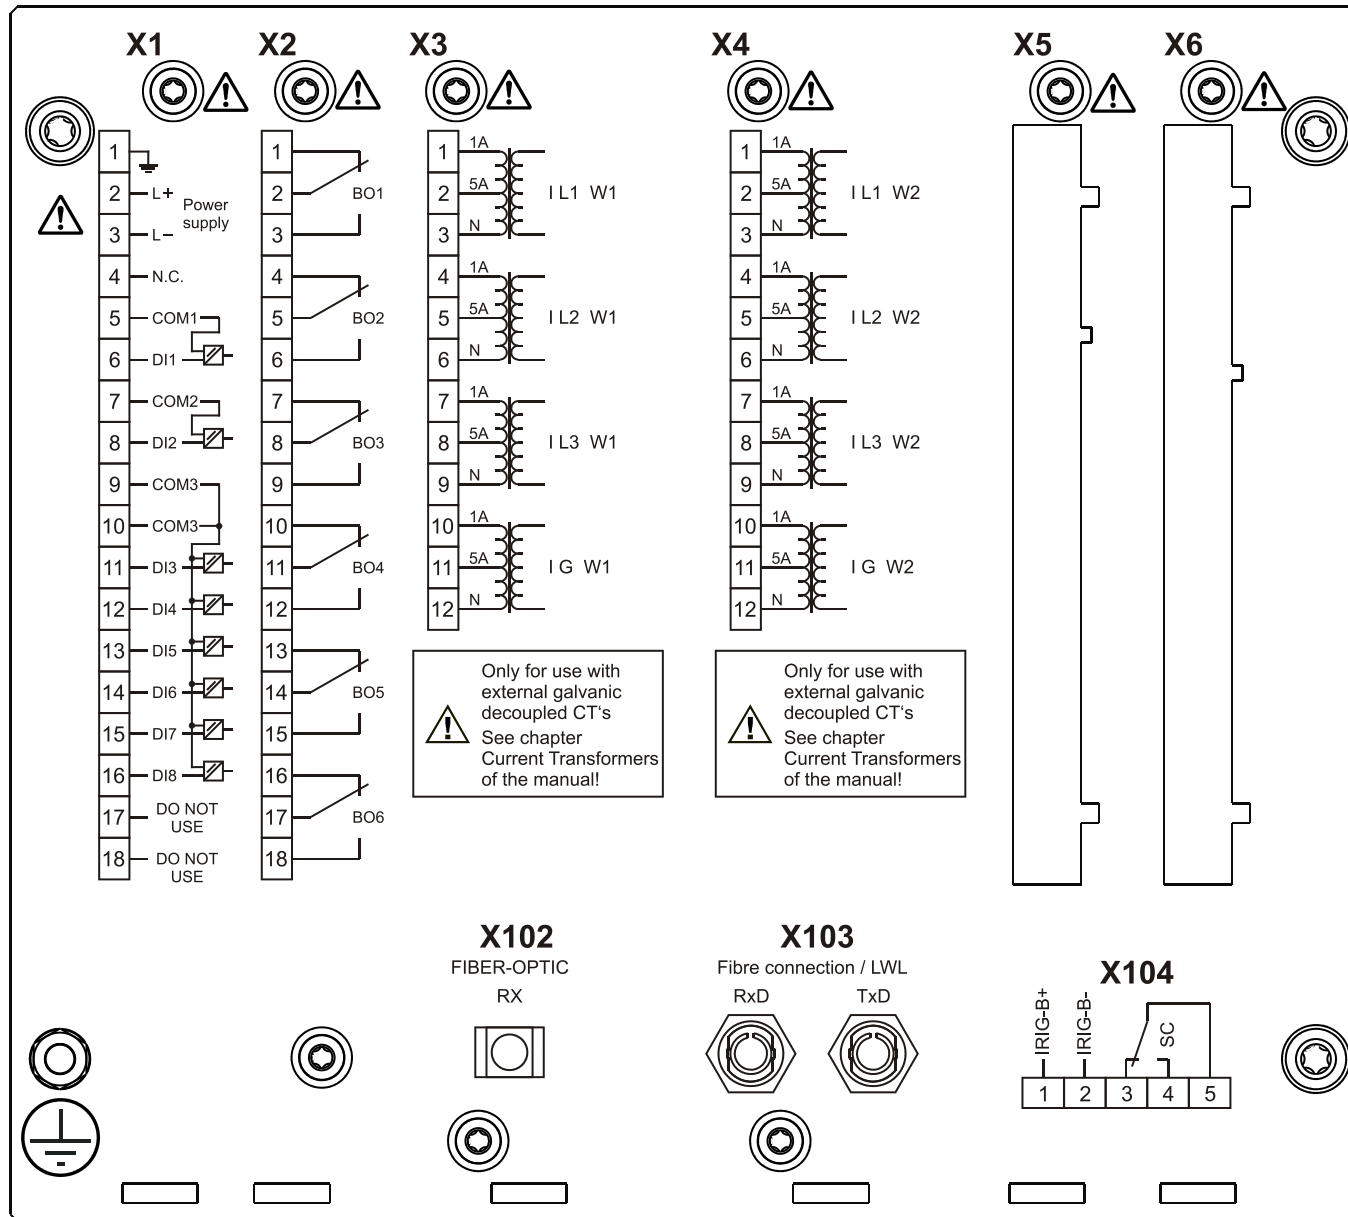 X1
X2
X3
X4
X5
X6
1
2 L+ Power
supply
3 L−
4 N.C.
5 COM1
6 DI1
7 COM2
8 DI2
9 COM3
10 COM3
11 DI3
12 DI4
13 DI5
14 DI6
15 DI7
16 DI8
17 DO NOT
USE
18 DO NOT
USE
1
2 BO1
3
4
5 BO2
6
7
8 BO3
9
10
11 BO4
12
13
14 BO5
15
16
17 BO6
18
1 1A
2 5A I L1 W1
3 N
4 1A
5 5A I L2 W1
6 N
7 1A
8 5A I L3 W1
9 N
10 1A
11 5A I G W1
12 N
Only for use with
external galvanic
decoupled CT‘s
See chapter
Current Transformers
of the manual!
1 1A
2 5A I L1 W2
3 N
4 1A
5 5A I L2 W2
6 N
7 1A
8 5A I L3 W2
9 N
10 1A
11 5A I G W2
12 N
Only for use with
external galvanic
decoupled CT‘s
See chapter
Current Transformers
of the manual!
X102
FIBER-OPTIC
RX
X103
Fibre connection / LWL
RxD TxD
X104
IRIG-B+
IRIG-B-
SC
1 2 3 4 5